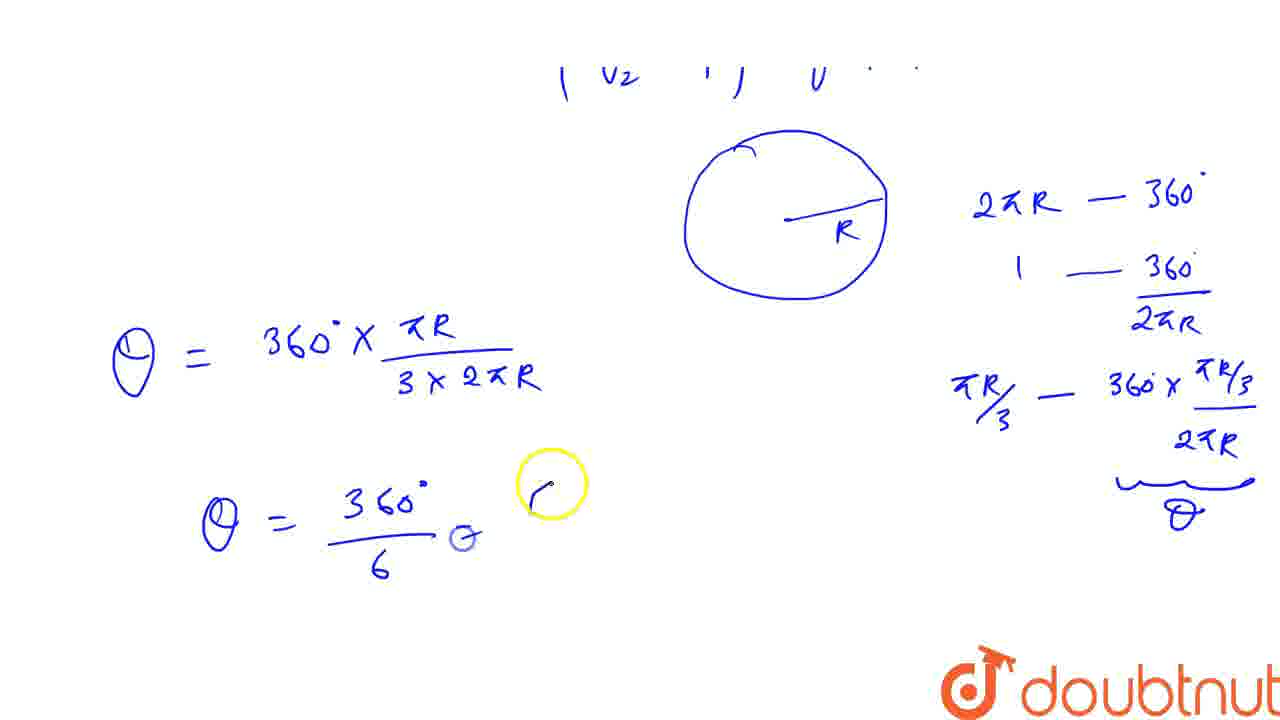 R
2πR — 360°
1 — 360°/2πR
πR/3 — 360° × (πR/3)/2πR
θ
θ = 360° × πR/(3 × 2πR)
θ = 360°/6 =
doubtnut